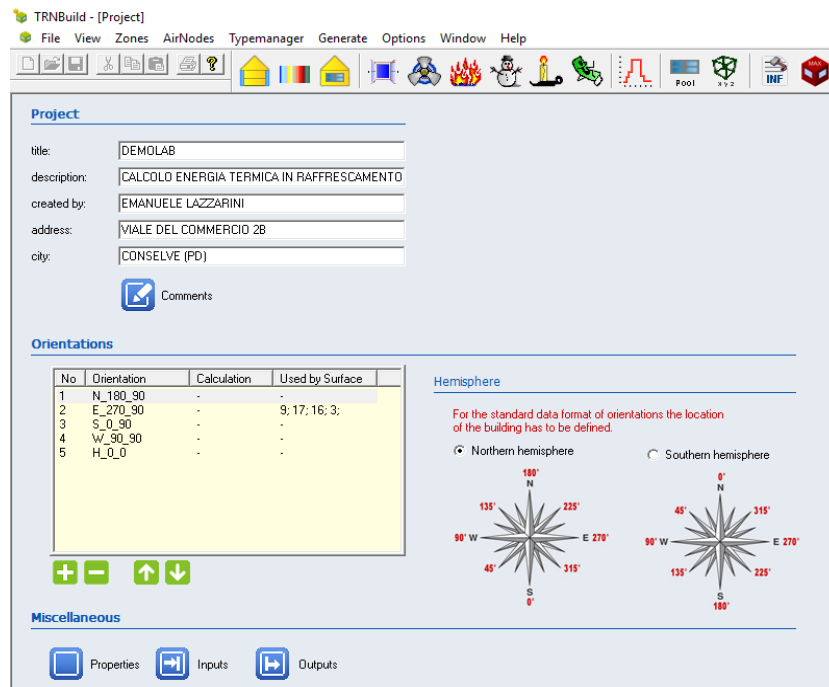 TRNBuild - [Project]
File View Zones AirNodes Typemanager Generate Options Window Help
Pool
x y z
INF
MAX
Project
title: DEMOLAB
description: CALCOLO ENERGIA TERMICA IN RAFFRESCAMENTO
created by: EMANUELE LAZZARINI
address: VIALE DEL COMMERCIO 2B
city: CONSELVE (PD)
Comments
Orientations
No Orientation Calculation Used by Surface
1 N_180_90 - -
2 E_270_90 - 9; 17; 16; 3;
3 S_0_90 - -
4 W_90_90 - -
5 H_0_0 - -
Hemisphere
For the standard data format of orientations the location
of the building has to be defined.
Northern hemisphere
Southern hemisphere
180°
N
135° 225°
90° W E 270°
45° 315°
S
0°
0°
N
45° 315°
90° W E 270°
135° 225°
S
180°
Miscellaneous
Properties Inputs Outputs